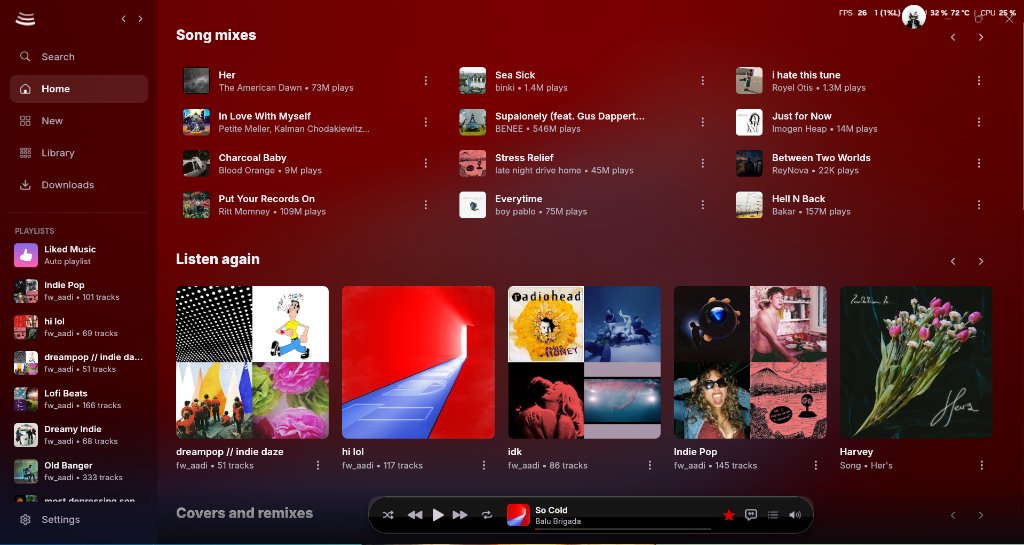 FPS 26 1 (1%L) 32 % 72 °C CPU 25 %
Search
Home
New
Library
Downloads
PLAYLISTS
Liked Music
Auto playlist
Indie Pop
fw_aadi • 101 tracks
hi lol
fw_aadi • 69 tracks
dreampop // indie da...
fw_aadi • 51 tracks
Lofi Beats
fw_aadi • 166 tracks
Dreamy Indie
fw_aadi • 68 tracks
Old Banger
fw_aadi • 333 tracks
most depressing son
Settings
Song mixes
Her
The American Dawn • 73M plays
Sea Sick
binki • 1.4M plays
i hate this tune
Royel Otis • 1.3M plays
In Love With Myself
Petite Meller, Kalman Chodakiewitz...
Supalonely (feat. Gus Dappert...
BENEE • 546M plays
Just for Now
Imogen Heap • 14M plays
Charcoal Baby
Blood Orange • 9M plays
Stress Relief
late night drive home • 45M plays
Between Two Worlds
ReyNova • 22K plays
Put Your Records On
Ritt Momney • 109M plays
Everytime
boy pablo • 75M plays
Hell N Back
Bakar • 157M plays
Listen again
radiohead
PABLO HONEY
Hers
dreampop // indie daze
fw_aadi • 51 tracks
hi lol
fw_aadi • 117 tracks
idk
fw_aadi • 86 tracks
Indie Pop
fw_aadi • 145 tracks
Harvey
Song • Her's
Covers and remixes
So Cold
Balu Brigada